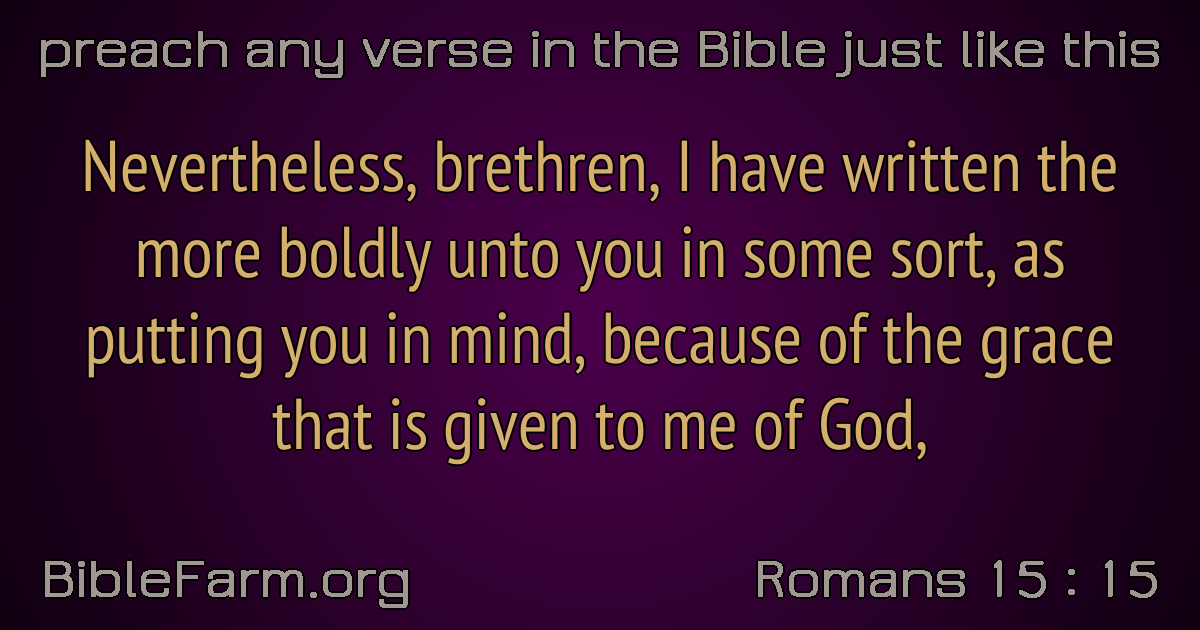 preach any verse in the Bible just like this
Nevertheless, brethren, I have written the
more boldly unto you in some sort, as
putting you in mind, because of the grace
that is given to me of God,
BibleFarm.org
Romans 15 : 15